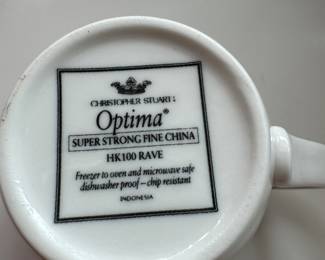 CHRISTOPHER STUART
Optima®
SUPER STRONG FINE CHINA
HK100 RAVE
Freezer to oven and microwave safe
dishwasher proof – chip resistant
INDONESIA